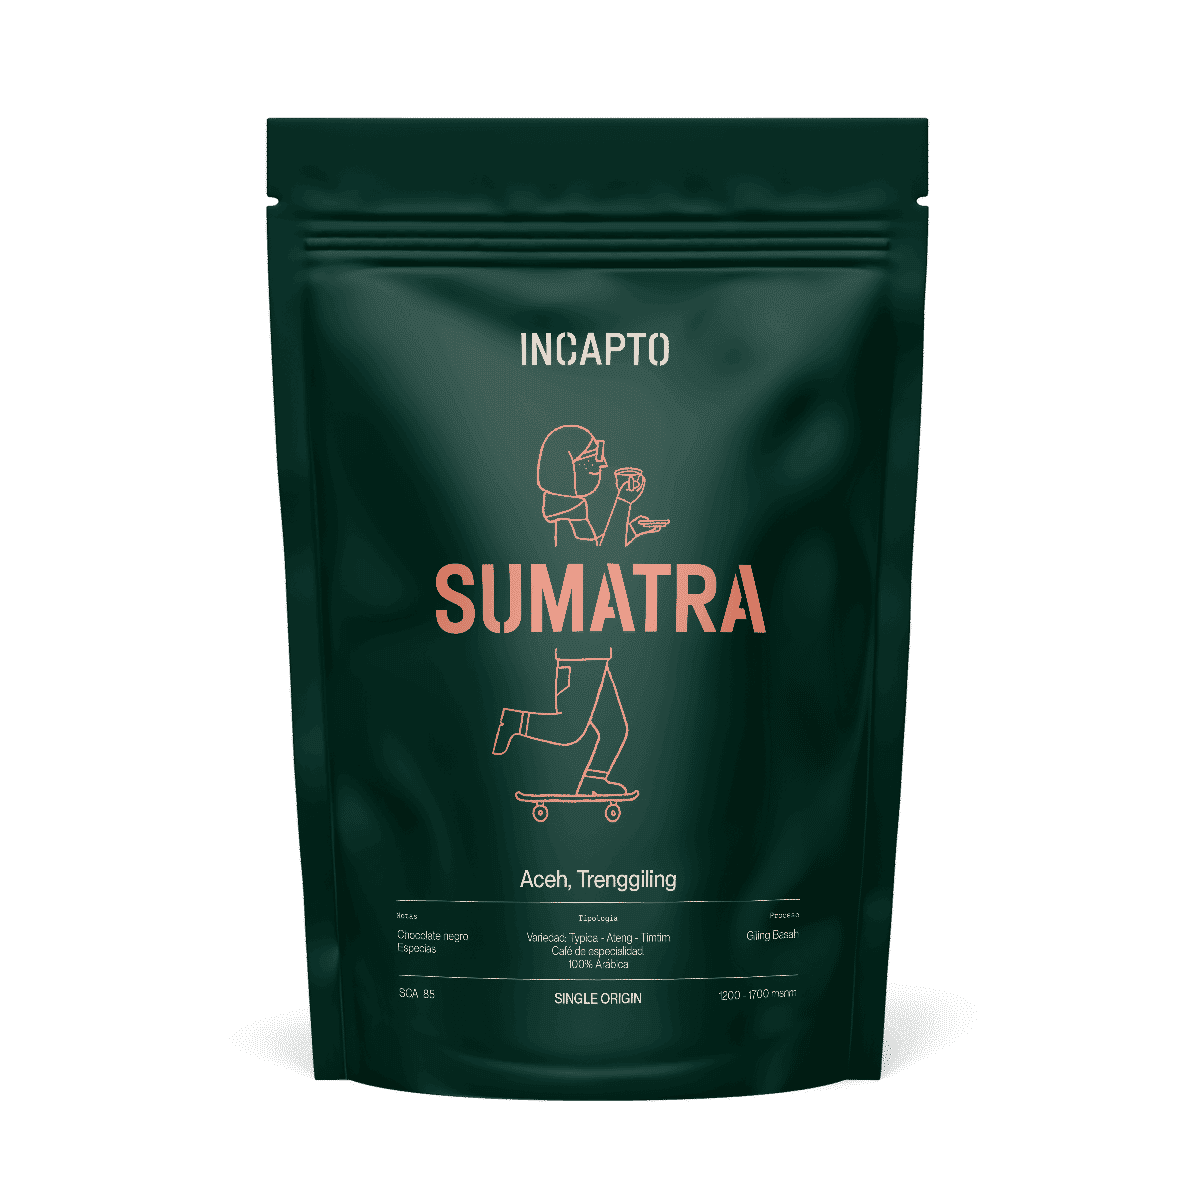 INCAPTO
SUMATRA
Aceh, Trenggiling
Notas
Chocolate negro
Especias
Tipología
Variedad: Typica - Ateng - Timtim
Café de especialidad.
100% Arábica
Proceso
Giling Basah
SCA 85
SINGLE ORIGIN
1200 - 1700 msnm